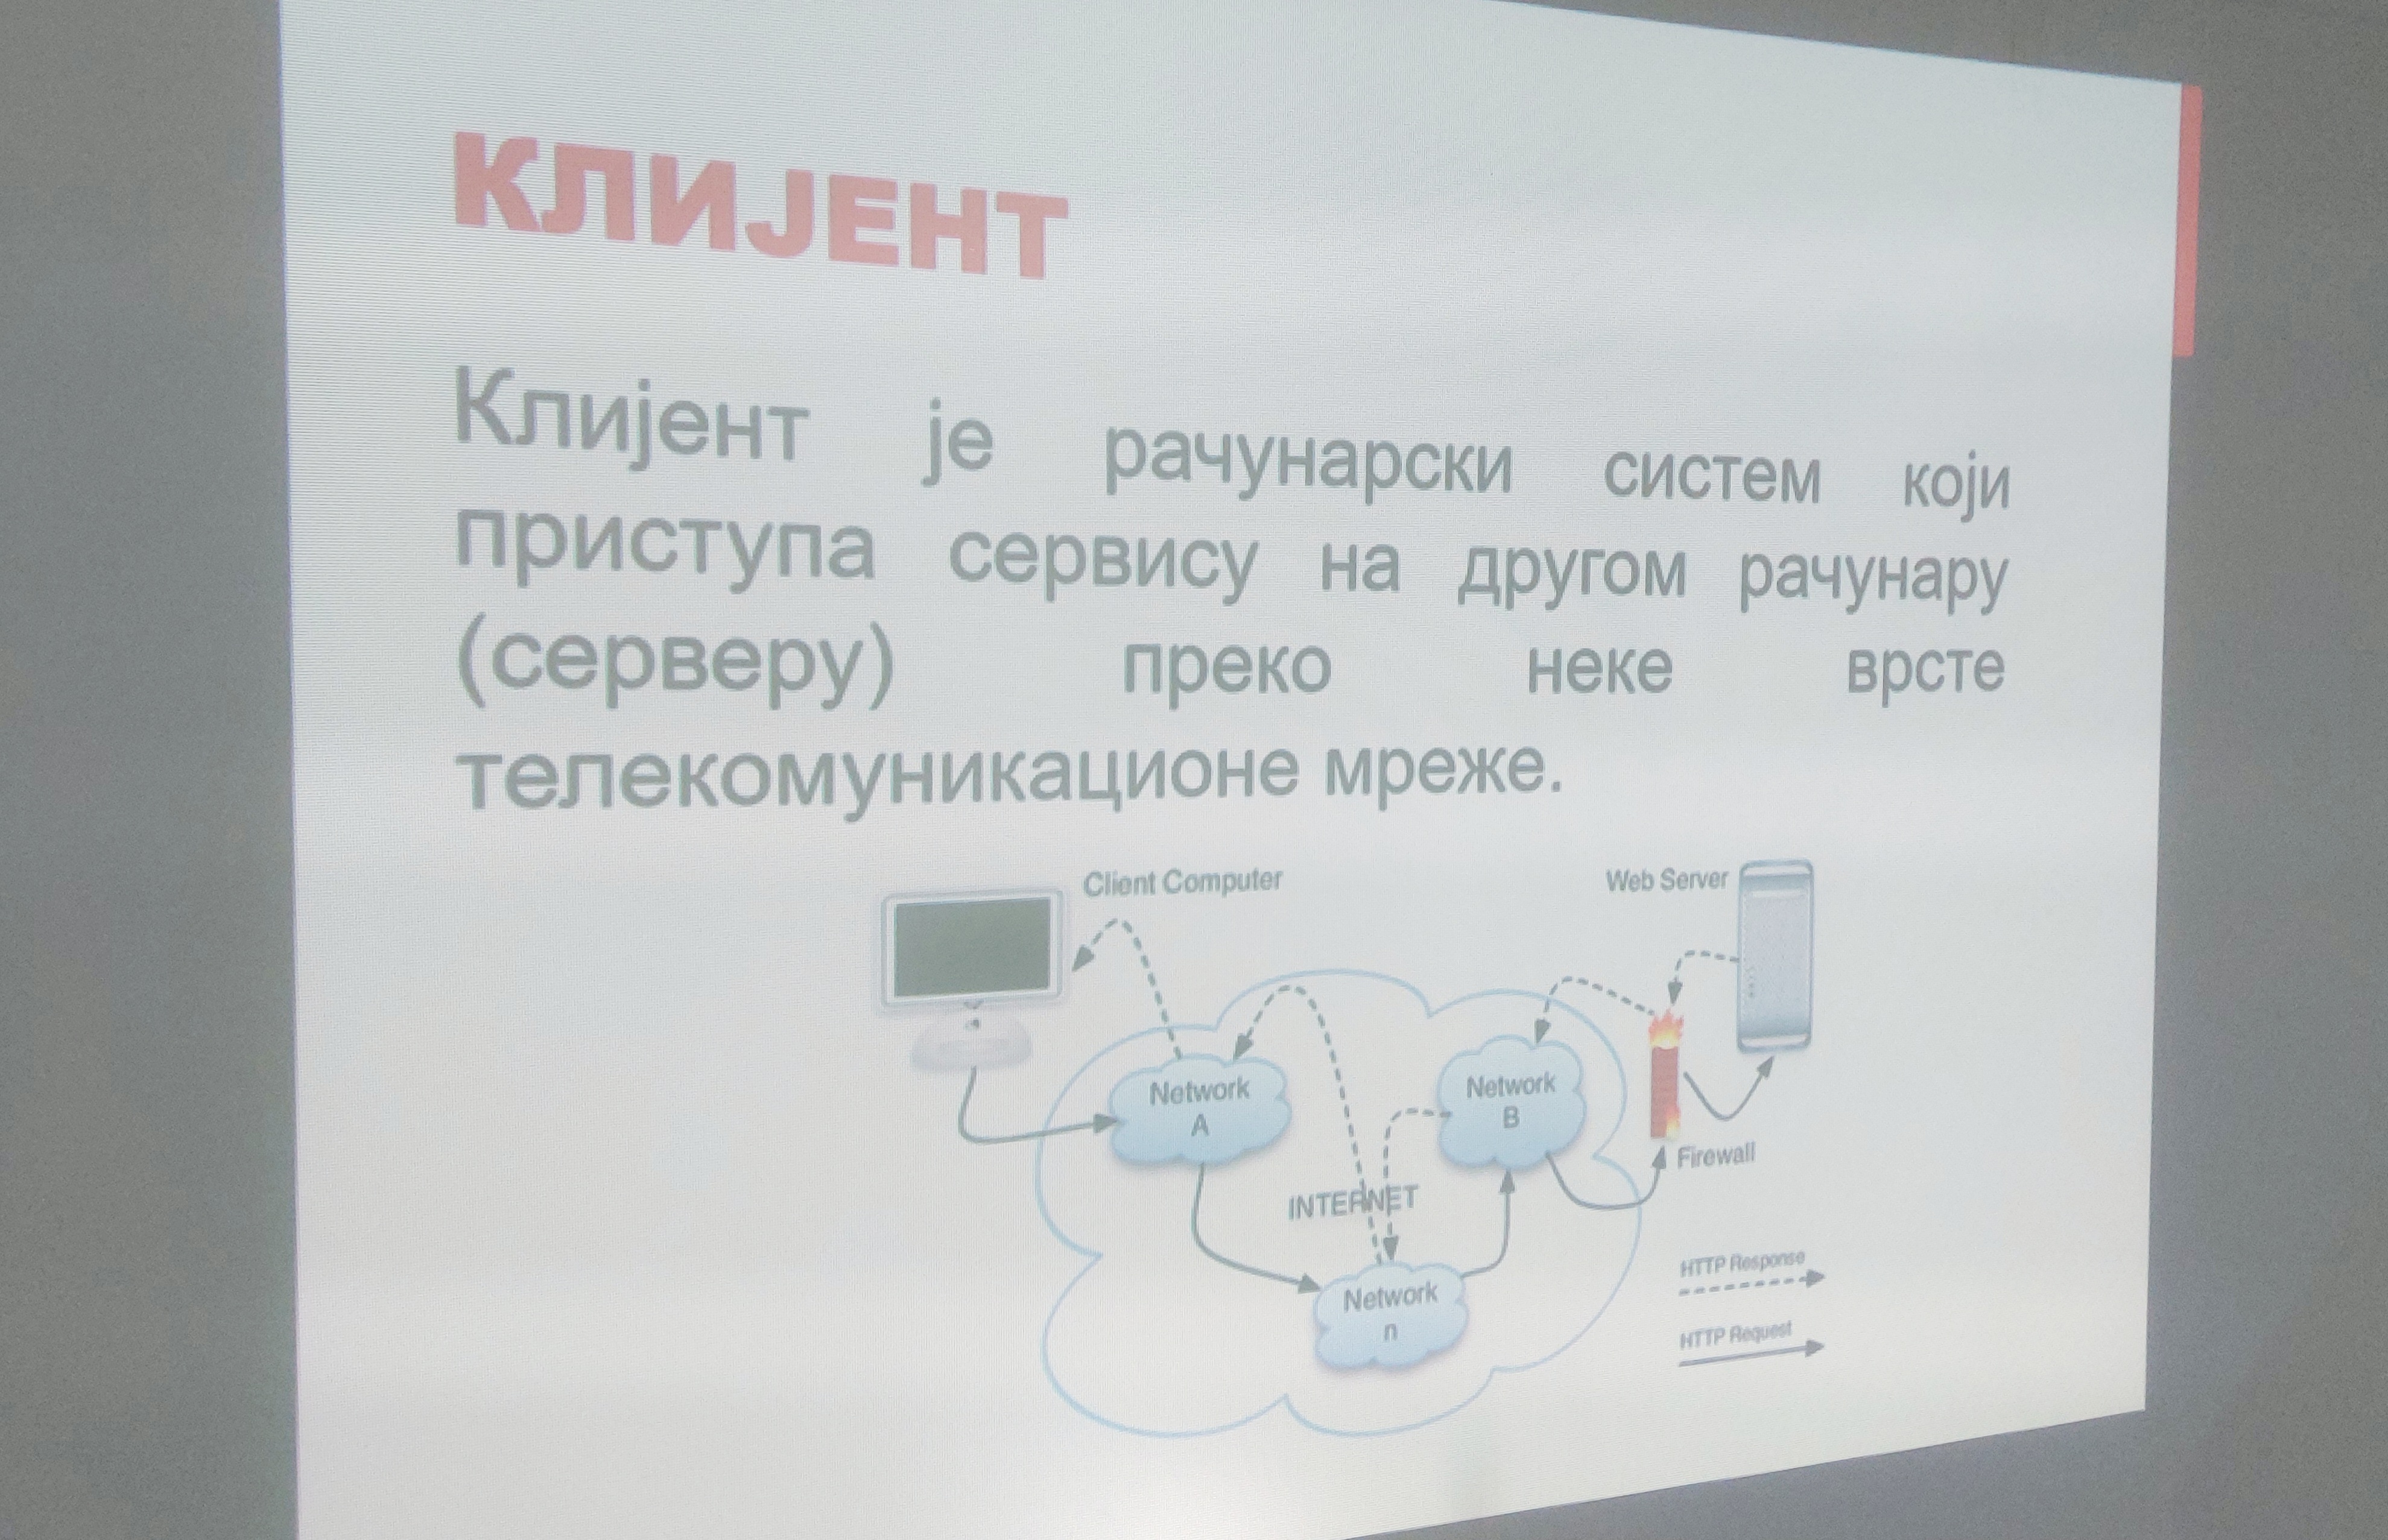 КЛИЈЕНТ
Клијент је рачунарски систем који
приступа сервису на другом рачунару
(серверу) преко неке врсте
телекомуникационе мреже.
Client Computer
Web Server
Network
A
Network
B
Firewall
INTERNET
Network
n
HTTP Response
HTTP Request